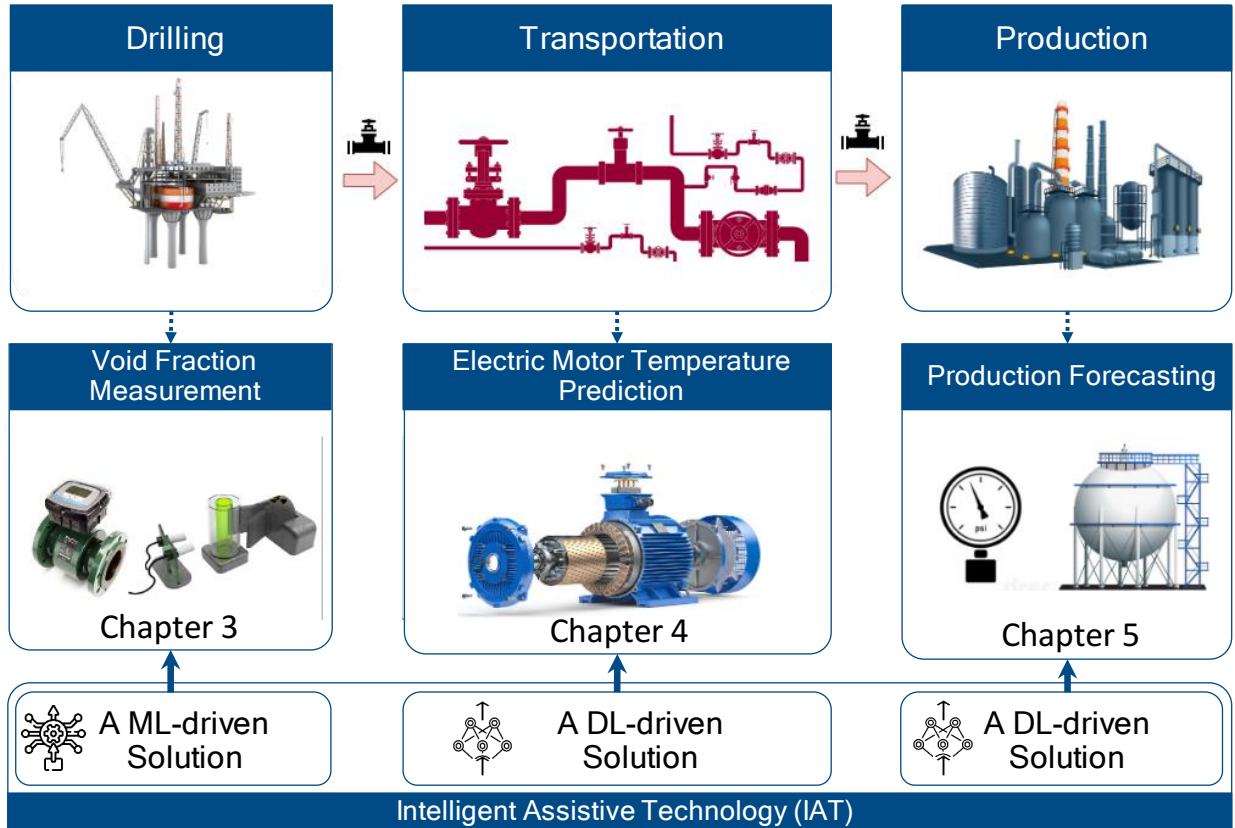 Drilling
Transportation
Production
Void Fraction
Measurement
Electric Motor Temperature
Prediction
Production Forecasting
psi
Chapter 3
Chapter 4
Chapter 5
A ML-driven
Solution
A DL-driven
Solution
A DL-driven
Solution
Intelligent Assistive Technology (IAT)